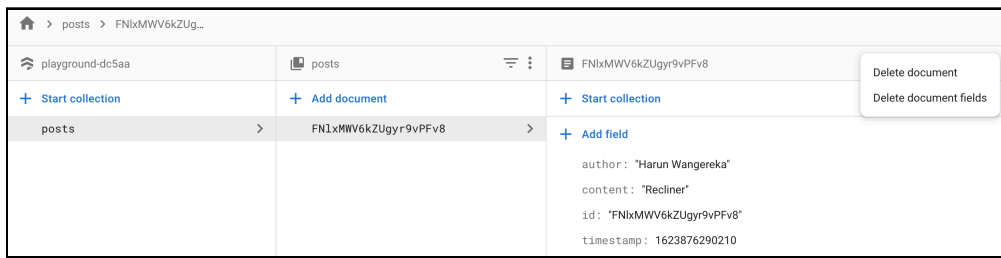 posts > FNlxMWV6kZUg...
playground-dc5aa
posts
FNlxMWV6kZUgyr9vPFv8
Delete document
Delete document fields
+ Start collection
+ Add document
+ Start collection
posts
FNlxMWV6kZUgyr9vPFv8
+ Add field
author: "Harun Wangereka"
content: "Recliner"
id: "FNlxMWV6kZUgyr9vPFv8"
timestamp: 1623876290210